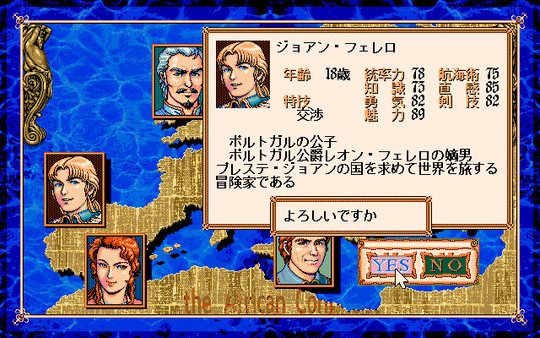 ジョアン・フェレロ
年齢 18歳 統率力 78 航海術 75
知 識 73 直 感 85
特技 勇 気 82 剣 技 82
交渉 魅 力 89
ポルトガルの公子
ポルトガル公爵レオン・フェレロの嫡男
プレステ・ジョアンの国を求めて世界を旅する
冒険家である
よろしいですか
YES NO
the African Con